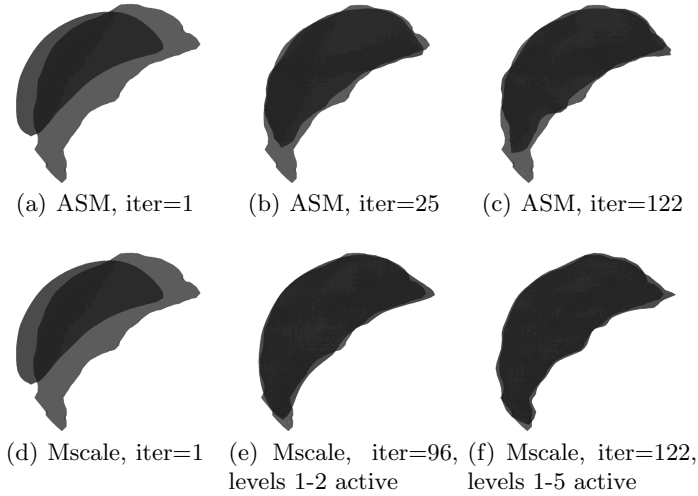 (a) ASM, iter=1
(b) ASM, iter=25
(c) ASM, iter=122
(d) Mscale, iter=1
(e) Mscale, iter=96,
levels 1-2 active
(f) Mscale, iter=122,
levels 1-5 active